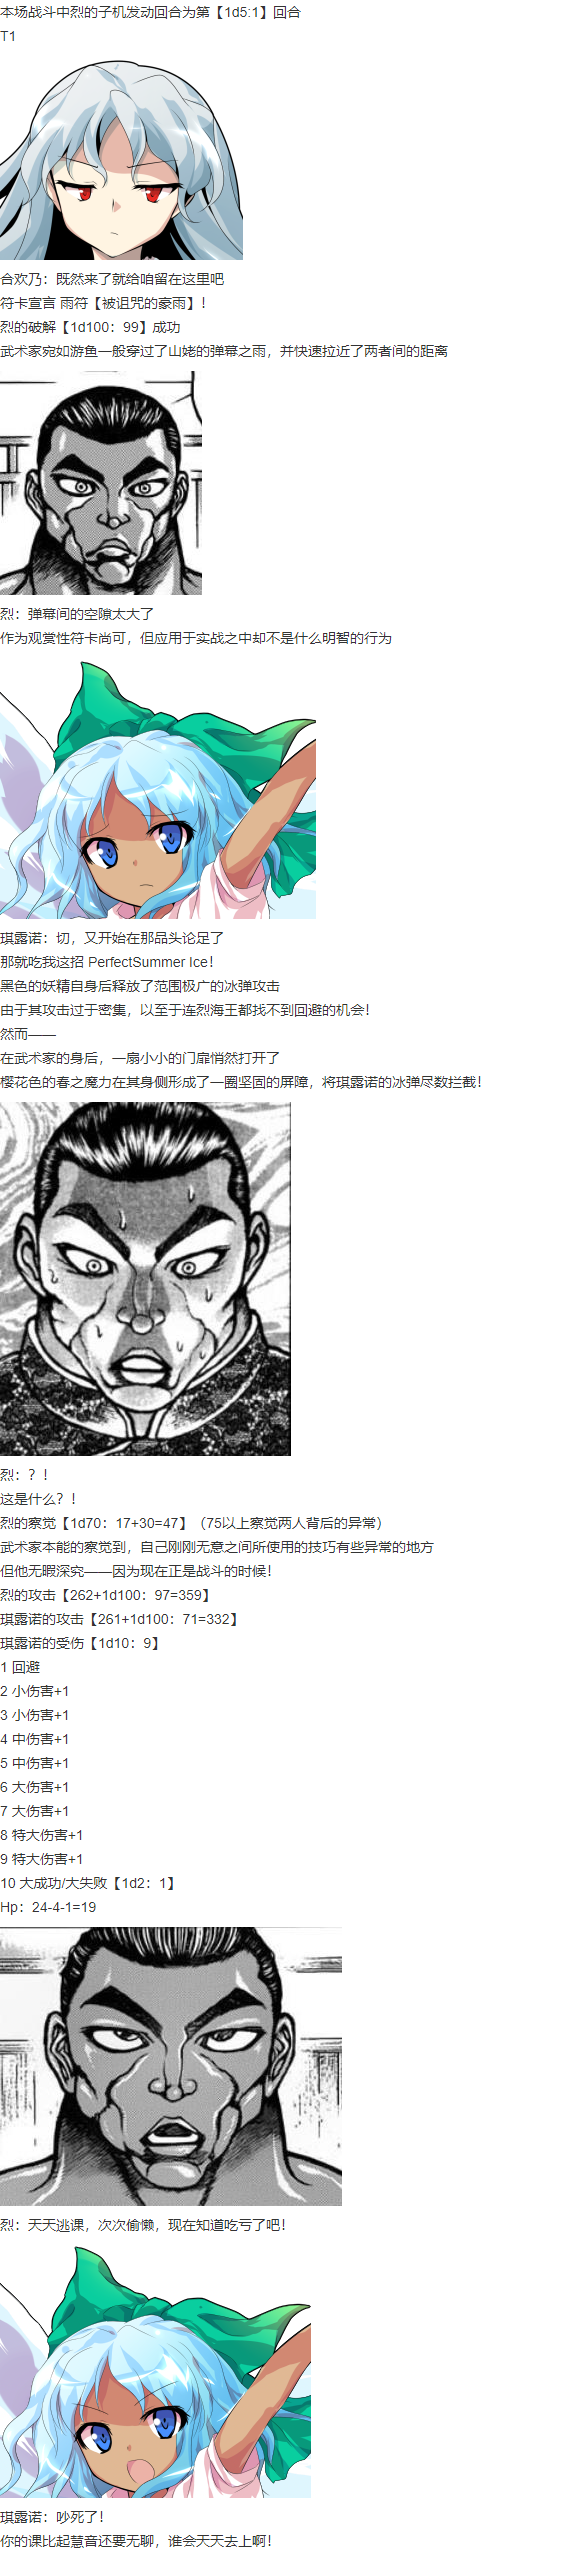 本场战斗中烈的子机发动回合为第【1d5:1】回合
T1
合欢乃：既然来了就给咱留在这里吧
符卡宣言 雨符【被诅咒的豪雨】！
烈的破解【1d100：99】成功
武术家宛如游鱼一般穿过了山姥的弹幕之雨，并快速拉近了两者间的距离
烈：弹幕间的空隙太大了
作为观赏性符卡尚可，但应用于实战之中却不是什么明智的行为
琪露诺：切，又开始在那品头论足了
那就吃我这招 PerfectSummer Ice！
黑色的妖精自身后释放了范围极广的冰弹攻击
由于其攻击过于密集，以至于连烈海王都找不到回避的机会！
然而——
在武术家的身后，一扇小小的门扉悄然打开了
樱花色的春之魔力在其身侧形成了一圈坚固的屏障，将琪露诺的冰弹尽数拦截！
烈：？！
这是什么？！
烈的察觉【1d70：17+30=47】（75以上察觉两人背后的异常）
武术家本能的察觉到，自己刚刚无意之间所使用的技巧有些异常的地方
但他无暇深究——因为现在正是战斗的时候！
烈的攻击【262+1d100：97=359】
琪露诺的攻击【261+1d100：71=332】
琪露诺的受伤【1d10：9】
1 回避
2 小伤害+1
3 小伤害+1
4 中伤害+1
5 中伤害+1
6 大伤害+1
7 大伤害+1
8 特大伤害+1
9 特大伤害+1
10 大成功/大失败【1d2：1】
Hp：24-4-1=19
烈：天天逃课，次次偷懒，现在知道吃亏了吧！
琪露诺：吵死了！
你的课比起慧音还要无聊，谁会天天去上啊！